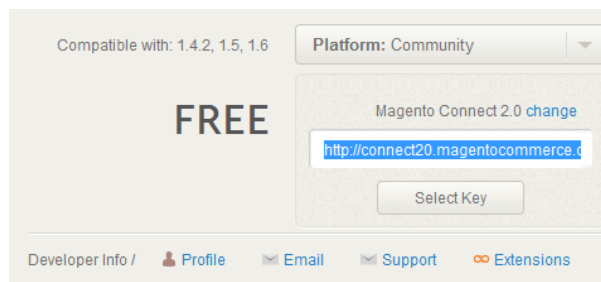 Compatible with: 1.4.2, 1.5, 1.6
Platform: Community
FREE
Magento Connect 2.0 change
http://connect20.magentocommerce.c
Select Key
Developer Info / Profile Email Support Extensions